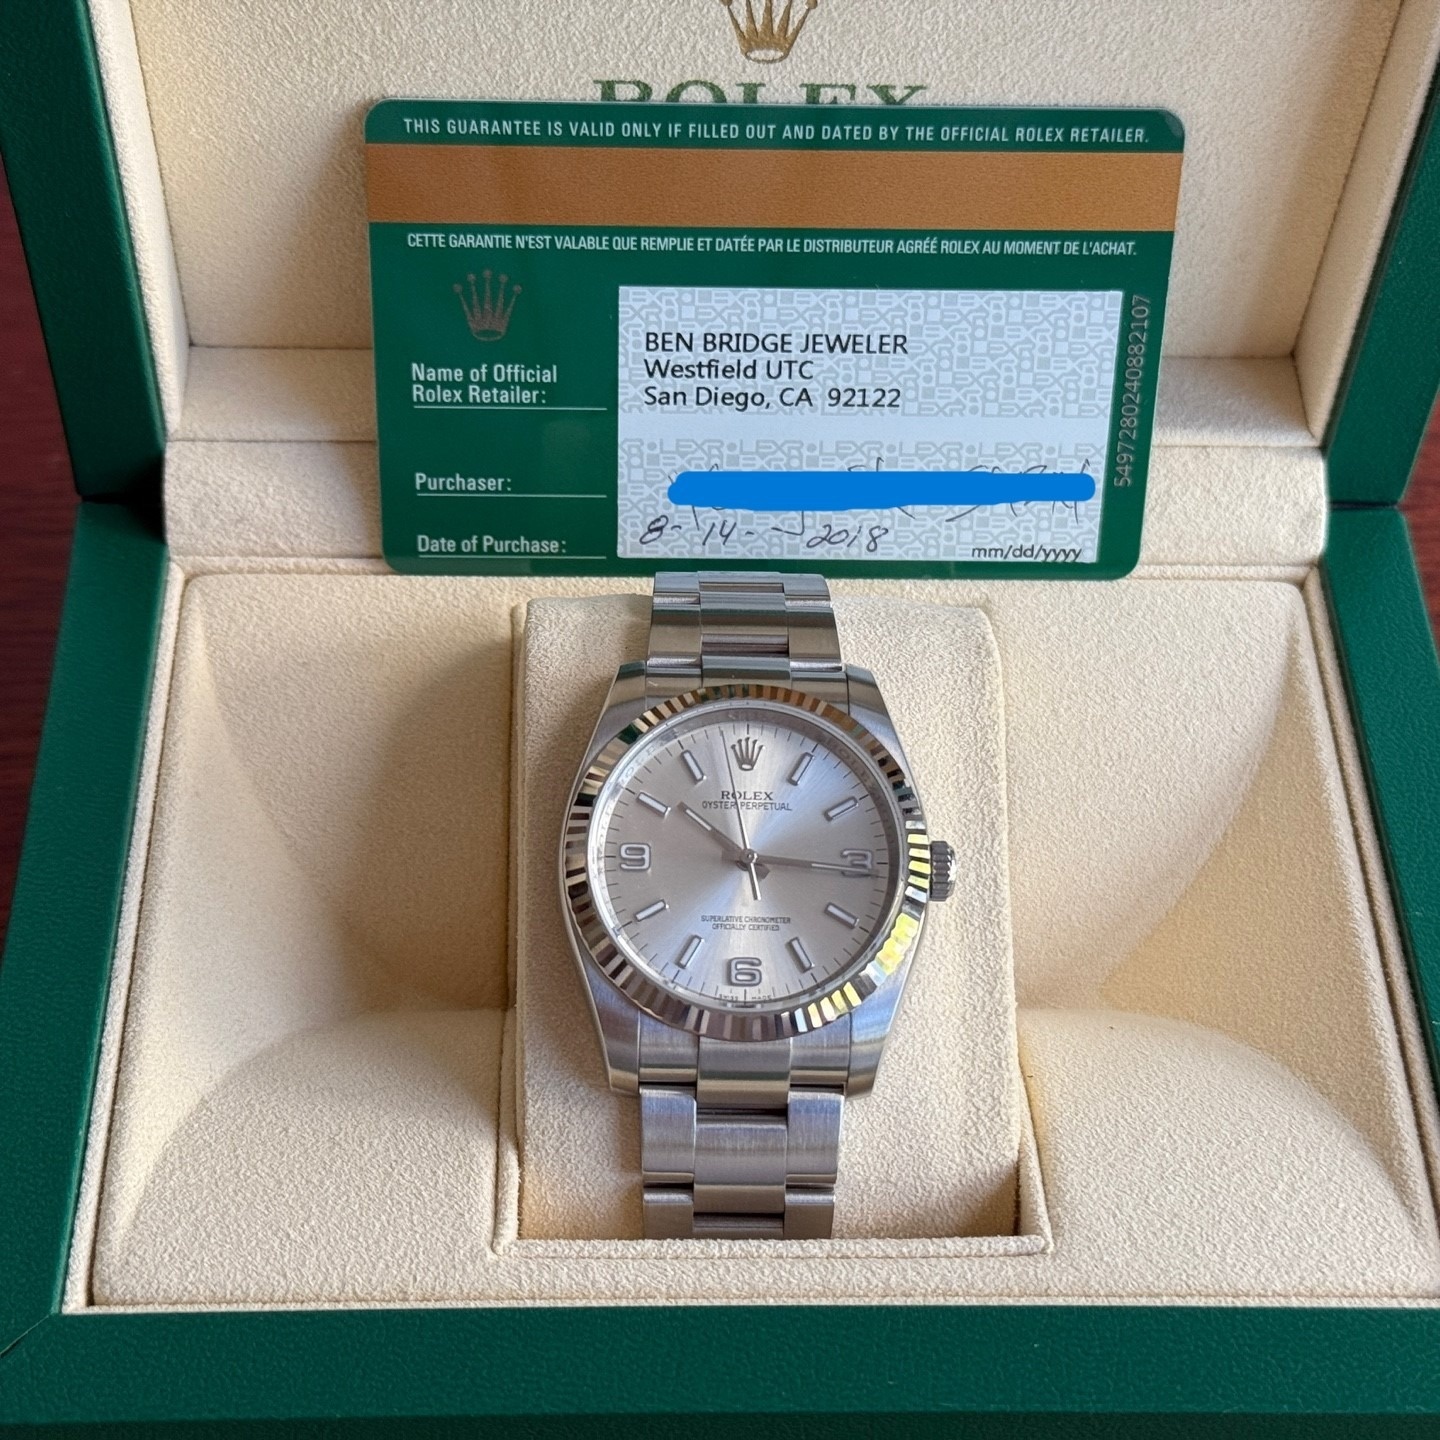 ROLEX
THIS GUARANTEE IS VALID ONLY IF FILLED OUT AND DATED BY THE OFFICIAL ROLEX RETAILER.
CETTE GARANTIE N'EST VALABLE QUE REMPLIE ET DATÉE PAR LE DISTRIBUTEUR AGRÉÉ ROLEX AU MOMENT DE L'ACHAT.
Name of Official
Rolex Retailer:
BEN BRIDGE JEWELER
Westfield UTC
San Diego, CA 92122
5497280240882107
Purchaser:
Date of Purchase:
8-14-2018
mm/dd/yyyy
ROLEX
OYSTER PERPETUAL
9
3
SUPERLATIVE CHRONOMETER
OFFICIALLY CERTIFIED
6
SWISS MADE